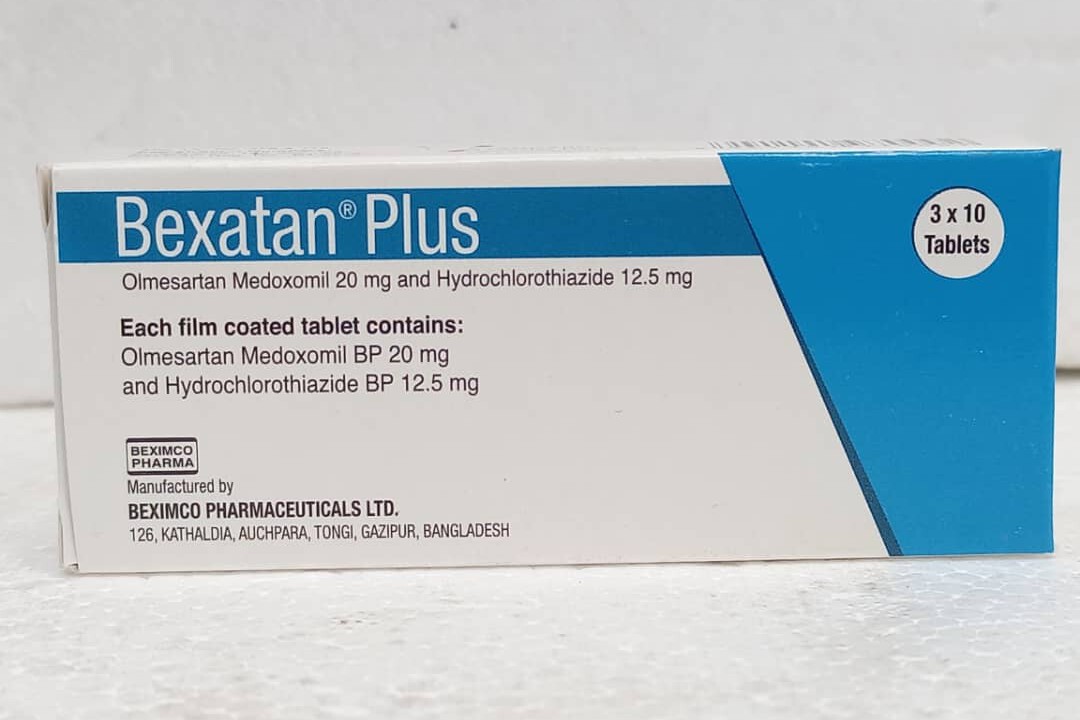 Bexatan® Plus
3 x 10
Tablets
Olmesartan Medoxomil 20 mg and Hydrochlorothiazide 12.5 mg
Each film coated tablet contains:
Olmesartan Medoxomil BP 20 mg
and Hydrochlorothiazide BP 12.5 mg
BEXIMCO
PHARMA
Manufactured by
BEXIMCO PHARMACEUTICALS LTD.
126, KATHALDIA, AUCHPARA, TONGI, GAZIPUR, BANGLADESH